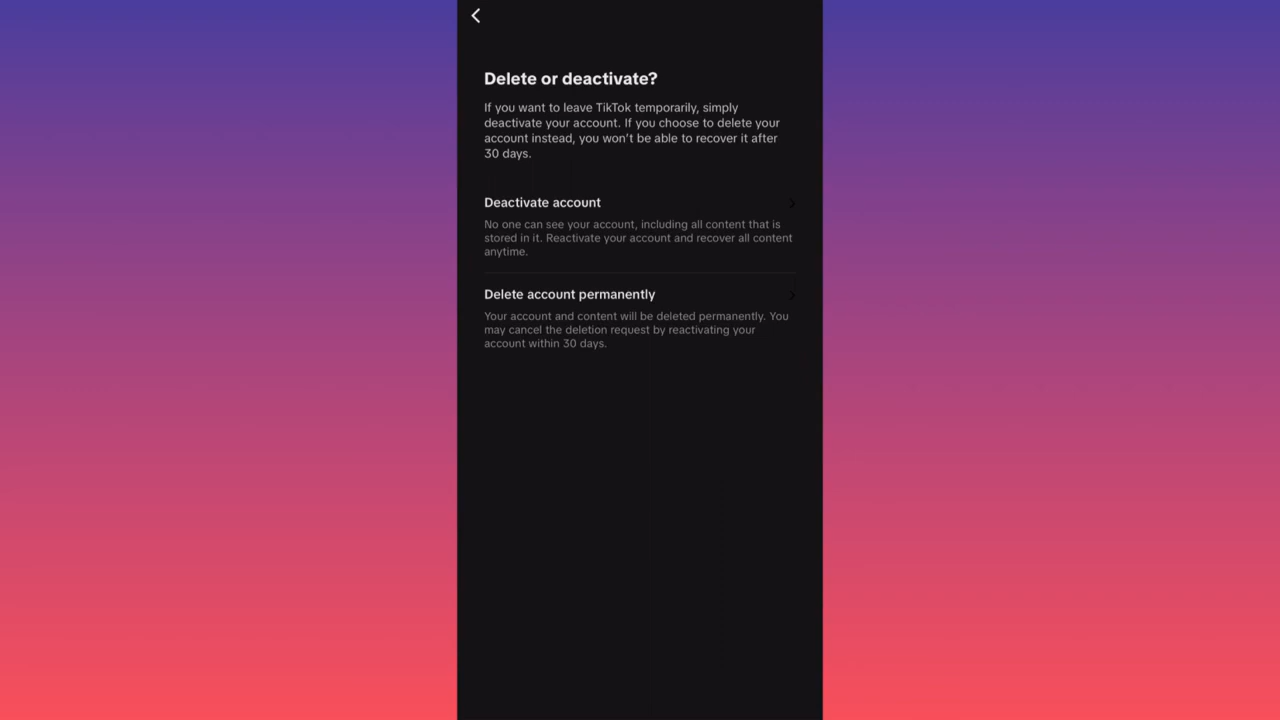 Delete or deactivate?
If you want to leave TikTok temporarily, simply
deactivate your account. If you choose to delete your
account instead, you won't be able to recover it after
30 days.
Deactivate account
No one can see your account, including all content that is
stored in it. Reactivate your account and recover all content
anytime.
Delete account permanently
Your account and content will be deleted permanently. You
may cancel the deletion request by reactivating your
account within 30 days.